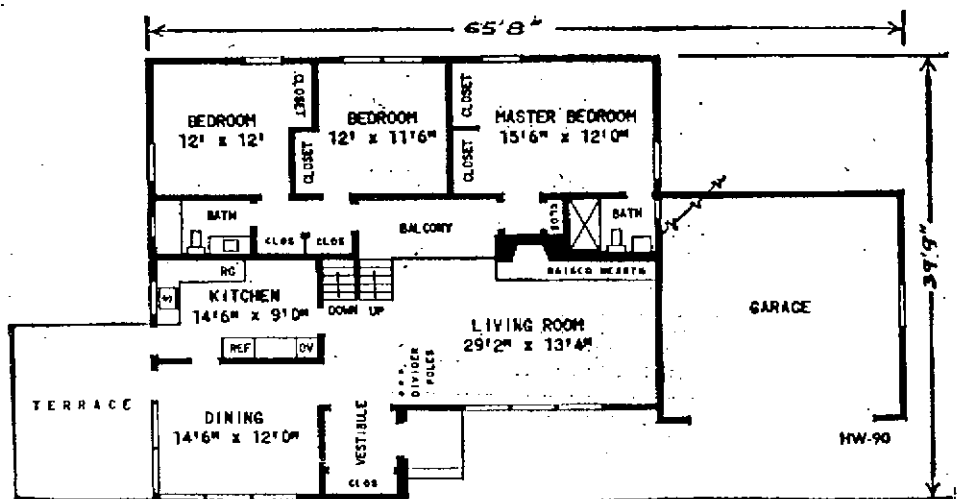 65'8"
CLOSET
BEDROOM
12' x 12'
BEDROOM
12' x 11'6"
CLOSET
CLOSET
CLOSET
MASTER BEDROOM
15'6" x 12'0"
BATH
CLOS
CLOS
BALCONY
CLOS
BATH
RAISED HEARTH
39'9"
RG
KITCHEN
14'6" x 9'0"
DOWN
UP
LIVING ROOM
29'2" x 13'4"
GARAGE
REF
OV
DIVIDER
POLES
TERRACE
DINING
14'6" x 12'0"
VESTIBULE
CLOS
HW-90